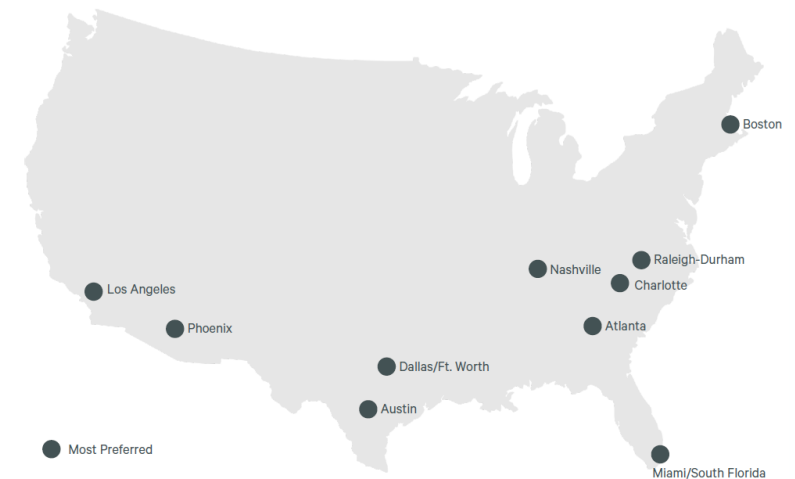 Boston
Raleigh-Durham
Nashville
Charlotte
Los Angeles
Atlanta
Phoenix
Dallas/Ft. Worth
Austin
Most Preferred
Miami/South Florida